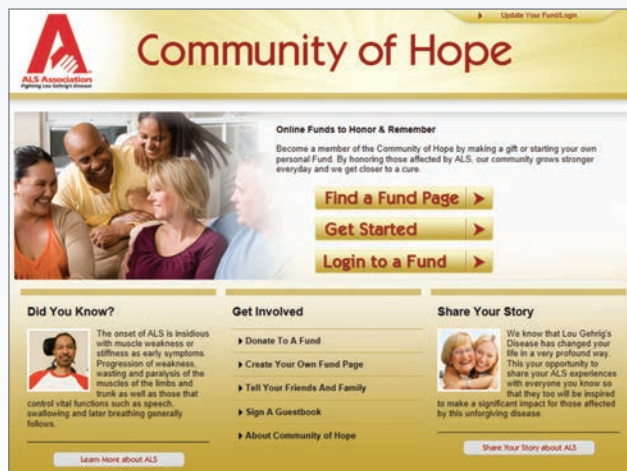 Update Your Fund/Login
Community of Hope
ALS Association
Fighting Lou Gehrig's Disease
Online Funds to Honor & Remember
Become a member of the Community of Hope by making a gift or starting your own
personal Fund. By honoring those affected by ALS, our community grows stronger
everyday and we get closer to a cure.
Find a Fund Page
Get Started
Login to a Fund
Did You Know?
The onset of ALS is insidious
with muscle weakness or
stiffness as early symptoms.
Progression of weakness,
wasting and paralysis of the
muscles of the limbs and
trunk as well as those that
control vital functions such as speech,
swallowing and later breathing generally
follows.
Learn More about ALS
Get Involved
Donate To A Fund
Create Your Own Fund Page
Tell Your Friends And Family
Sign A Guestbook
About Community of Hope
Share Your Story
We know that Lou Gehrig's
Disease has changed your
life in a very profound way.
This your opportunity to
share your ALS experiences
with everyone you know so
that they too will be inspired
to make a significant impact for those affected
by this unforgiving disease
Share Your Story about ALS